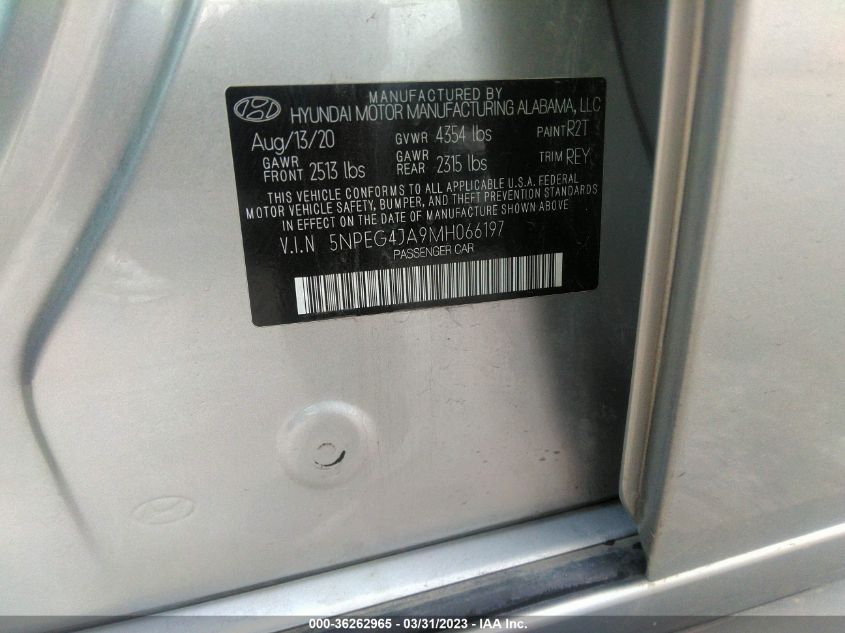 MANUFACTURED BY
HYUNDAI MOTOR MANUFACTURING ALABAMA, LLC
Aug/13/20 GVWR 4354 lbs PAINT R2T
GAWR FRONT 2513 lbs GAWR REAR 2315 lbs TRIM REY
THIS VEHICLE CONFORMS TO ALL APPLICABLE U.S.A. FEDERAL
MOTOR VEHICLE SAFETY, BUMPER, AND THEFT PREVENTION STANDARDS
IN EFFECT ON THE DATE OF MANUFACTURE SHOWN ABOVE
V.I.N 5NPEG4JA9MH066197
PASSENGER CAR
000-36262965 - 03/31/2023 - IAA Inc.